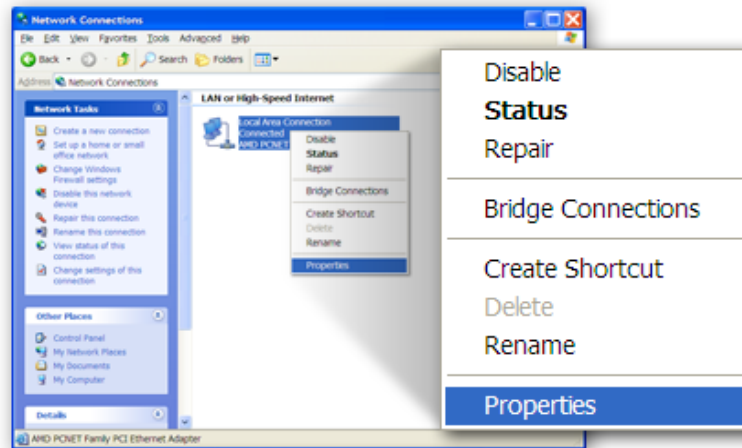 Network Connections
File Edit View Favorites Tools Advanced Help
Back Search Folders
Address Network Connections
Network Tasks
Create a new connection
Set up a home or small
office network
Change Windows
Firewall settings
Disable this network
device
Repair this connection
Rename this connection
View status of this
connection
Change settings of this
connection
Other Places
Control Panel
My Network Places
My Documents
My Computer
Details
LAN or High-Speed Internet
Local Area Connection
Connected
AMD PCNET
Disable
Status
Repair
Bridge Connections
Create Shortcut
Delete
Rename
Properties
AMD PCNET Family PCI Ethernet Adapter
Disable
Status
Repair
Bridge Connections
Create Shortcut
Delete
Rename
Properties